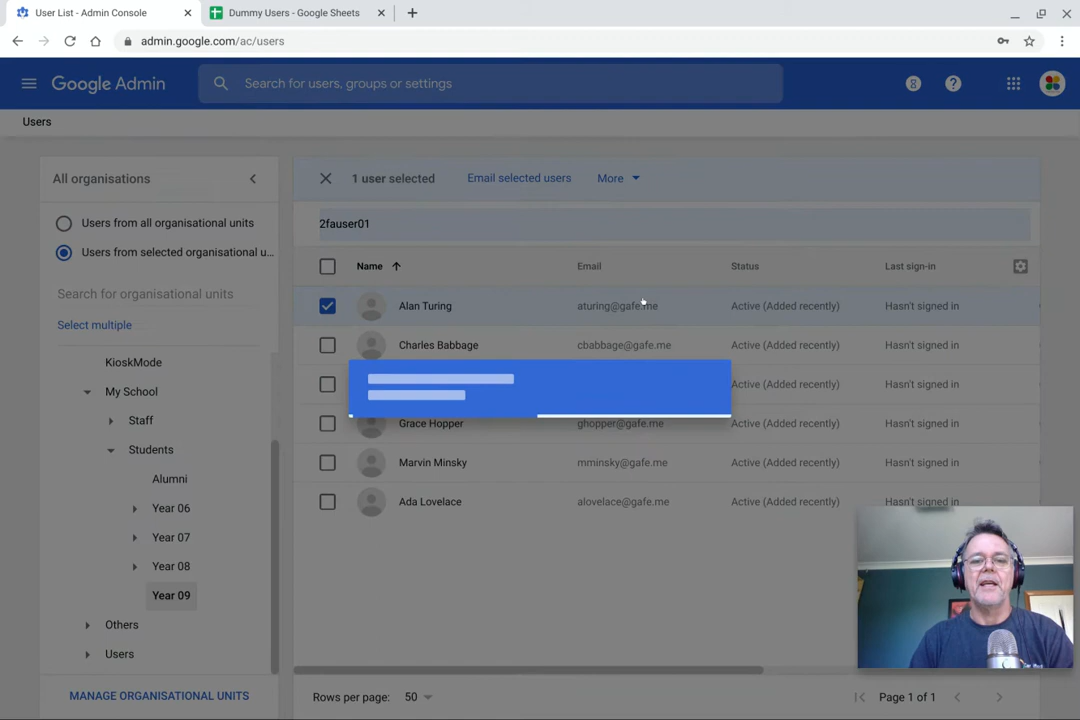 User List - Admin Console
Dummy Users - Google Sheets
admin.google.com/ac/users
Google Admin
Search for users, groups or settings
Users
All organisations
Users from all organisational units
Users from selected organisational u...
Search for organisational units
Select multiple
KioskMode
My School
Staff
Students
Alumni
Year 06
Year 07
Year 08
Year 09
Others
Users
MANAGE ORGANISATIONAL UNITS
1 user selected
Email selected users
More
2fauser01
Name
Email
Status
Last sign-in
Alan Turing
aturing@gafe.me
Active (Added recently)
Hasn't signed in
Charles Babbage
cbabbage@gafe.me
Active (Added recently)
Hasn't signed in
Active (Added recently)
Hasn't signed in
Grace Hopper
ghopper@gafe.me
Active (Added recently)
Hasn't signed in
Marvin Minsky
mminsky@gafe.me
Active (Added recently)
Hasn't signed in
Ada Lovelace
alovelace@gafe.me
Active (Added recently)
Hasn't signed in
Rows per page: 50
Page 1 of 1